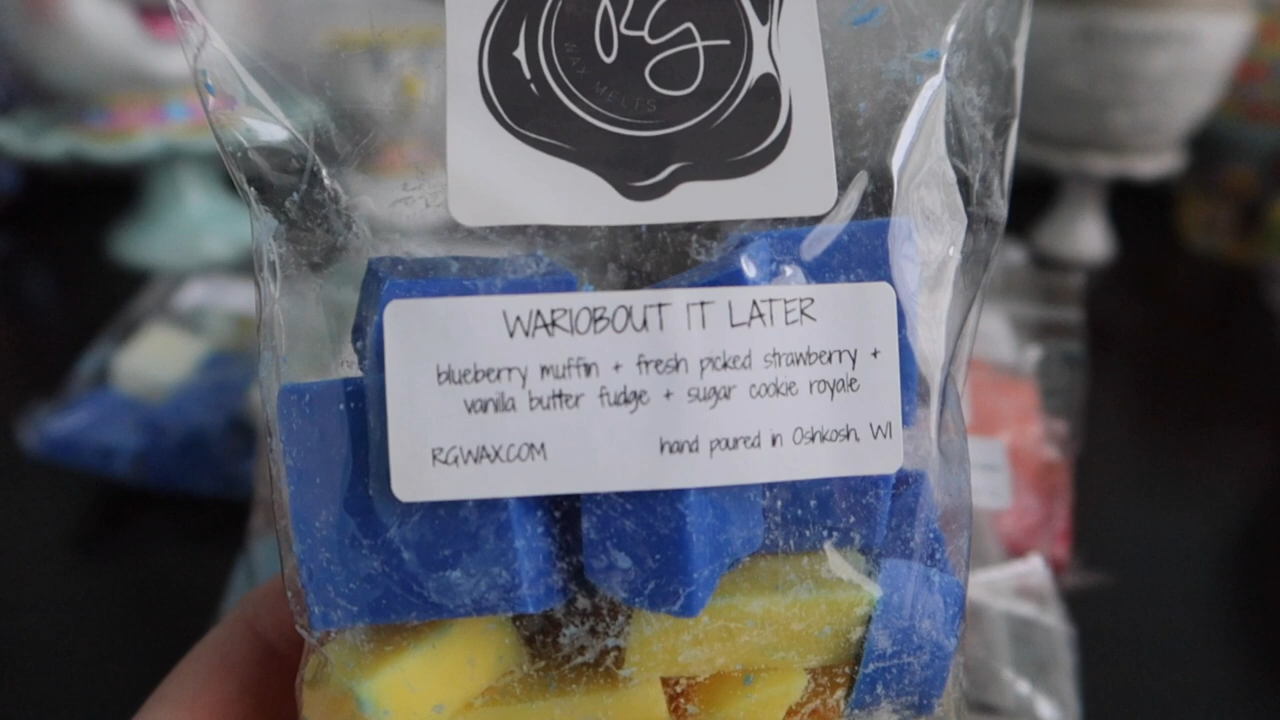 RG
WAX MELTS
WARIOBOUT IT LATER
blueberry muffin + fresh picked strawberry +
vanilla butter fudge + sugar cookie royale
RGWAX.COM
hand poured in Oshkosh, WI